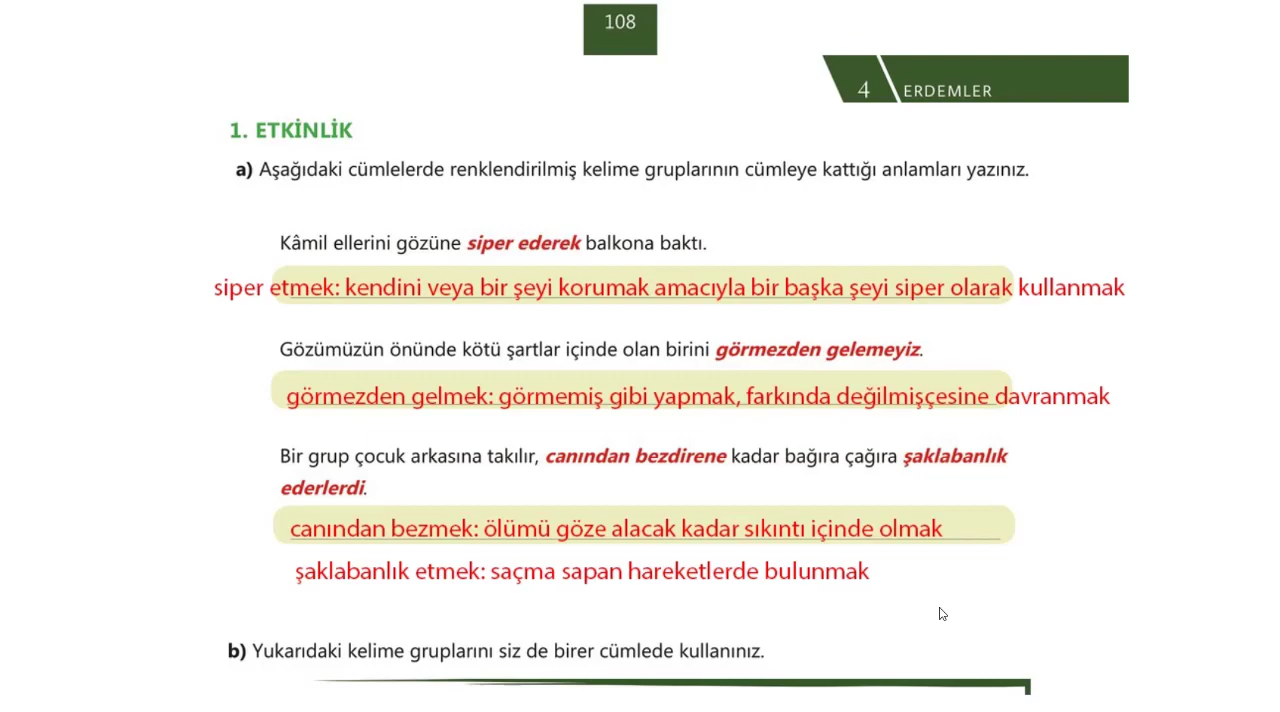 108
4 ERDEMLER
1. ETKİNLİK
a) Aşağıdaki cümlelerde renklendirilmiş kelime gruplarının cümleye kattığı anlamları yazınız.
Kâmil ellerini gözüne siper ederek balkona baktı.
siper etmek: kendini veya bir şeyi korumak amacıyla bir başka şeyi siper olarak kullanmak
Gözümüzün önünde kötü şartlar içinde olan birini görmezden gelemeyiz.
görmezden gelmek: görmemiş gibi yapmak, farkında değilmişçesine davranmak
Bir grup çocuk arkasına takılır, canından bezdirene kadar bağıra çağıra şaklabanlık
ederlerdi.
canından bezmek: ölümü göze alacak kadar sıkıntı içinde olmak
şaklabanlık etmek: saçma sapan hareketlerde bulunmak
b) Yukarıdaki kelime gruplarını siz de birer cümlede kullanınız.